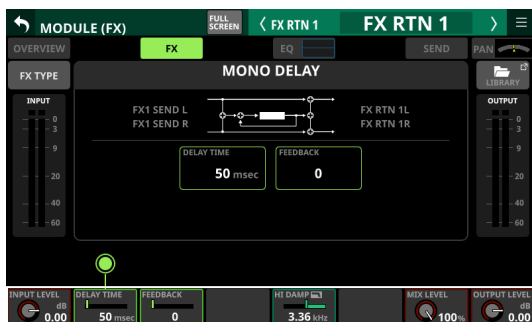 MODULE (FX)
FULL
SCREEN
FX RTN 1
FX RTN 1
OVERVIEW
FX
EQ
SEND
PAN
FX TYPE
MONO DELAY
LIBRARY
INPUT
OUTPUT
FX1 SEND L
FX1 SEND R
FX RTN 1L
FX RTN 1R
0
3
9
20
40
60
0
3
9
20
40
60
DELAY TIME
50 msec
FEEDBACK
0
INPUT LEVEL
dB
0.00
DELAY TIME
50 msec
FEEDBACK
0
HI DAMP
3.36 kHz
MIX LEVEL
100%
OUTPUT LEVEL
dB
0.00